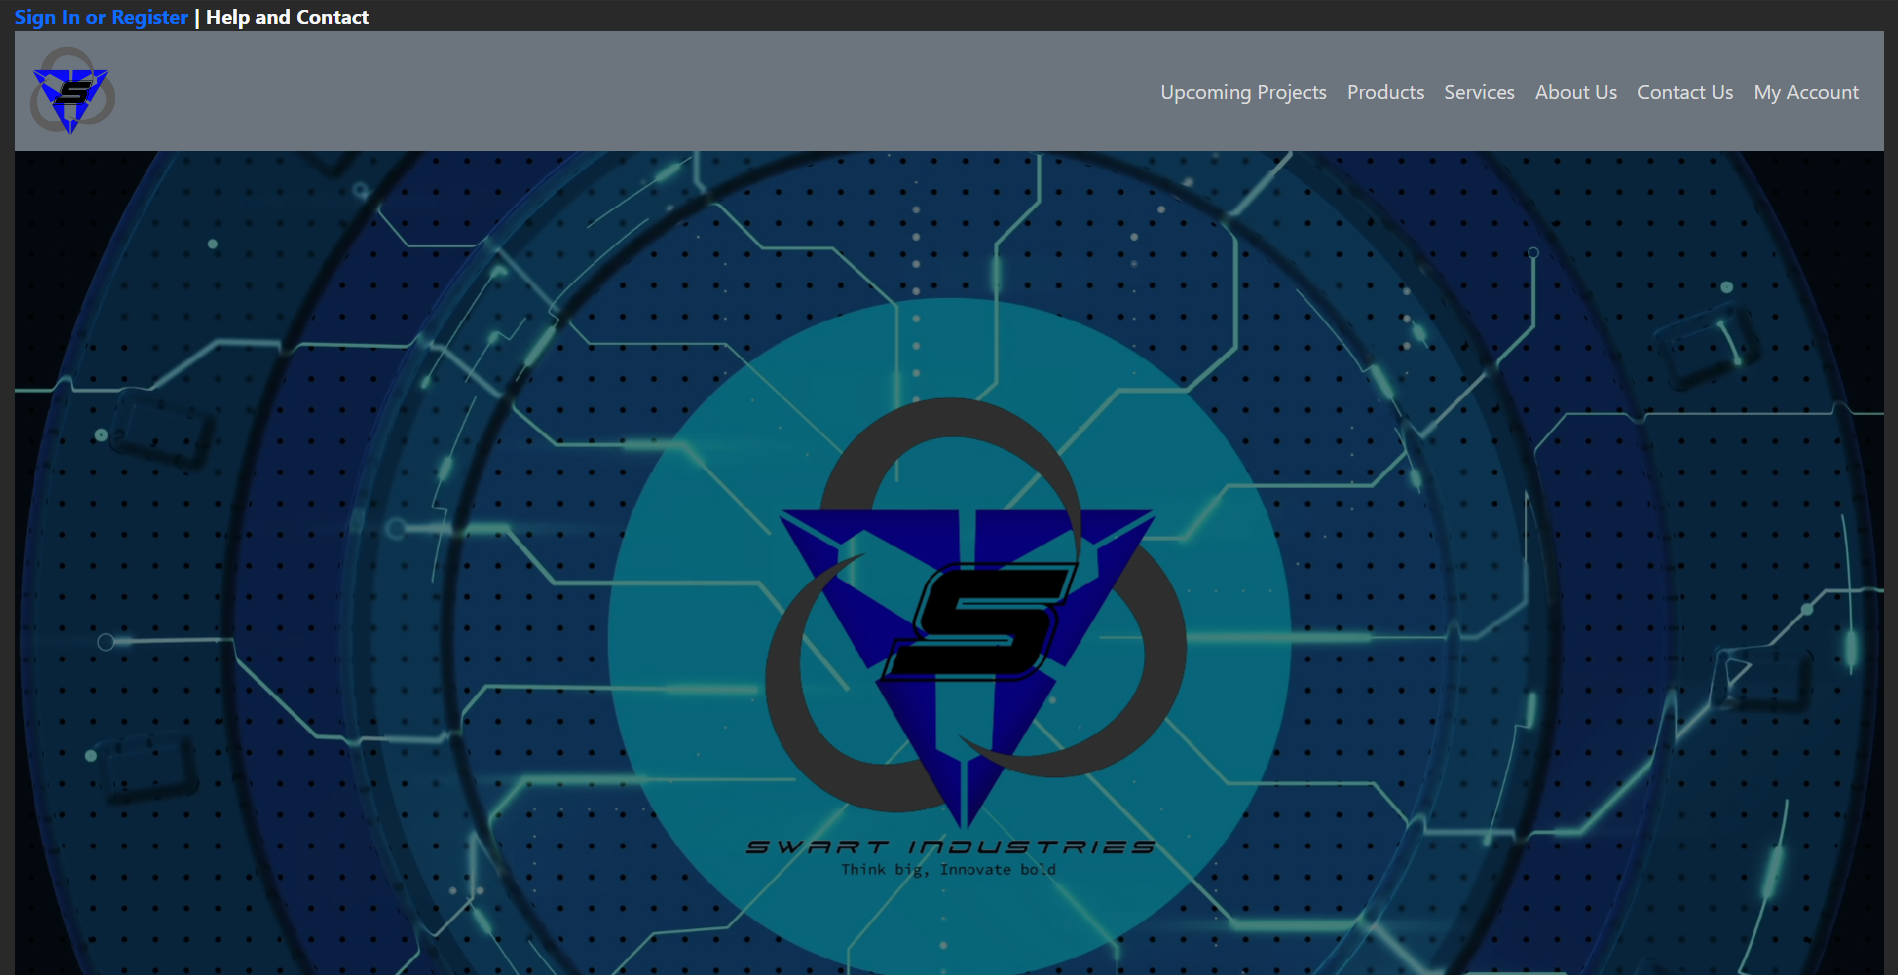 Sign In or Register | Help and Contact
S
Upcoming Projects Products Services About Us Contact Us My Account
S
SWART INDUSTRIES
Think big, Innovate bold